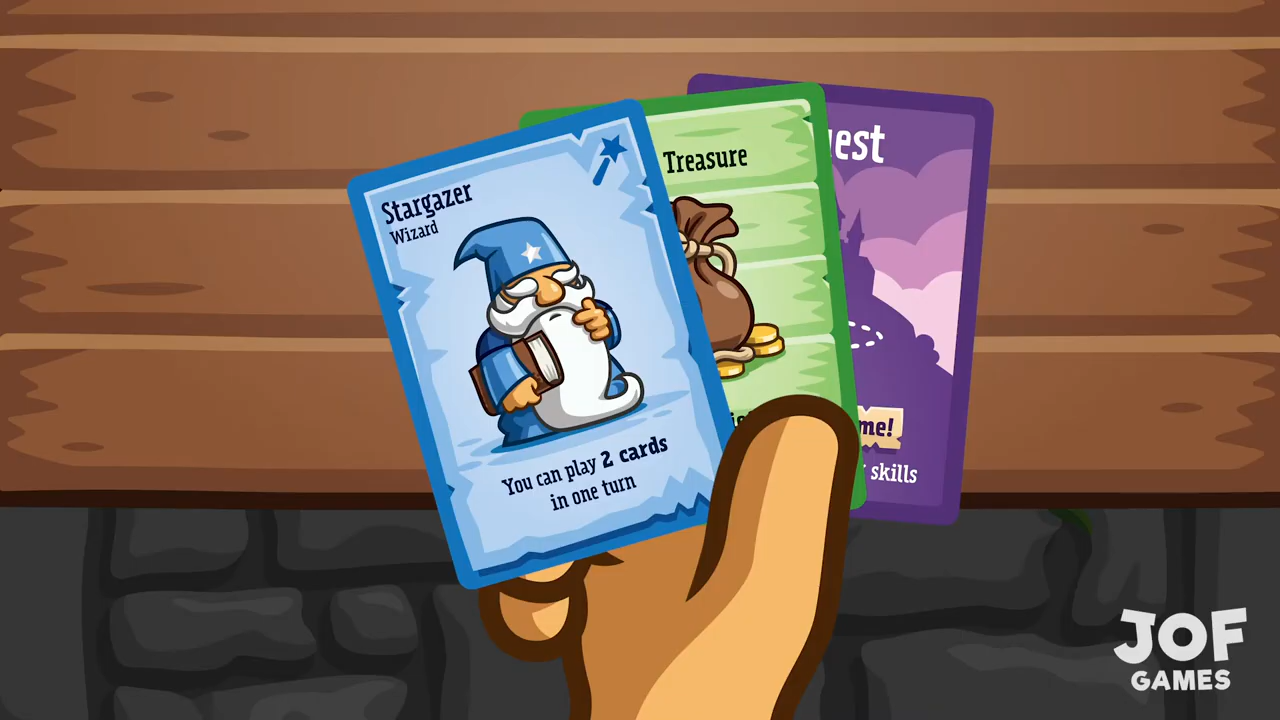 Stargazer
Wizard
You can play 2 cards
in one turn
Treasure
est
me!
skills
JOF
GAMES